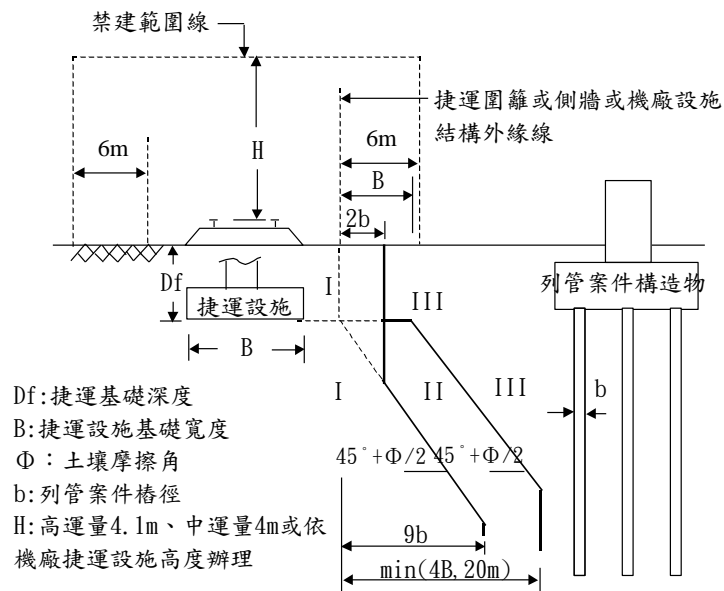 禁建範圍線
捷運圍籬或側牆或機廠設施
結構外緣線
6m
H
6m
B
2b
Df
I
III
捷運設施
列管案件構造物
B
I
II
III
b
Df:捷運基礎深度
B:捷運設施基礎寬度
Φ：土壤摩擦角
b:列管案件樁徑
H:高運量4.1m、中運量4m或依
機廠捷運設施高度辦理
45°+Φ/2
45°+Φ/2
9b
min(4B,20m)